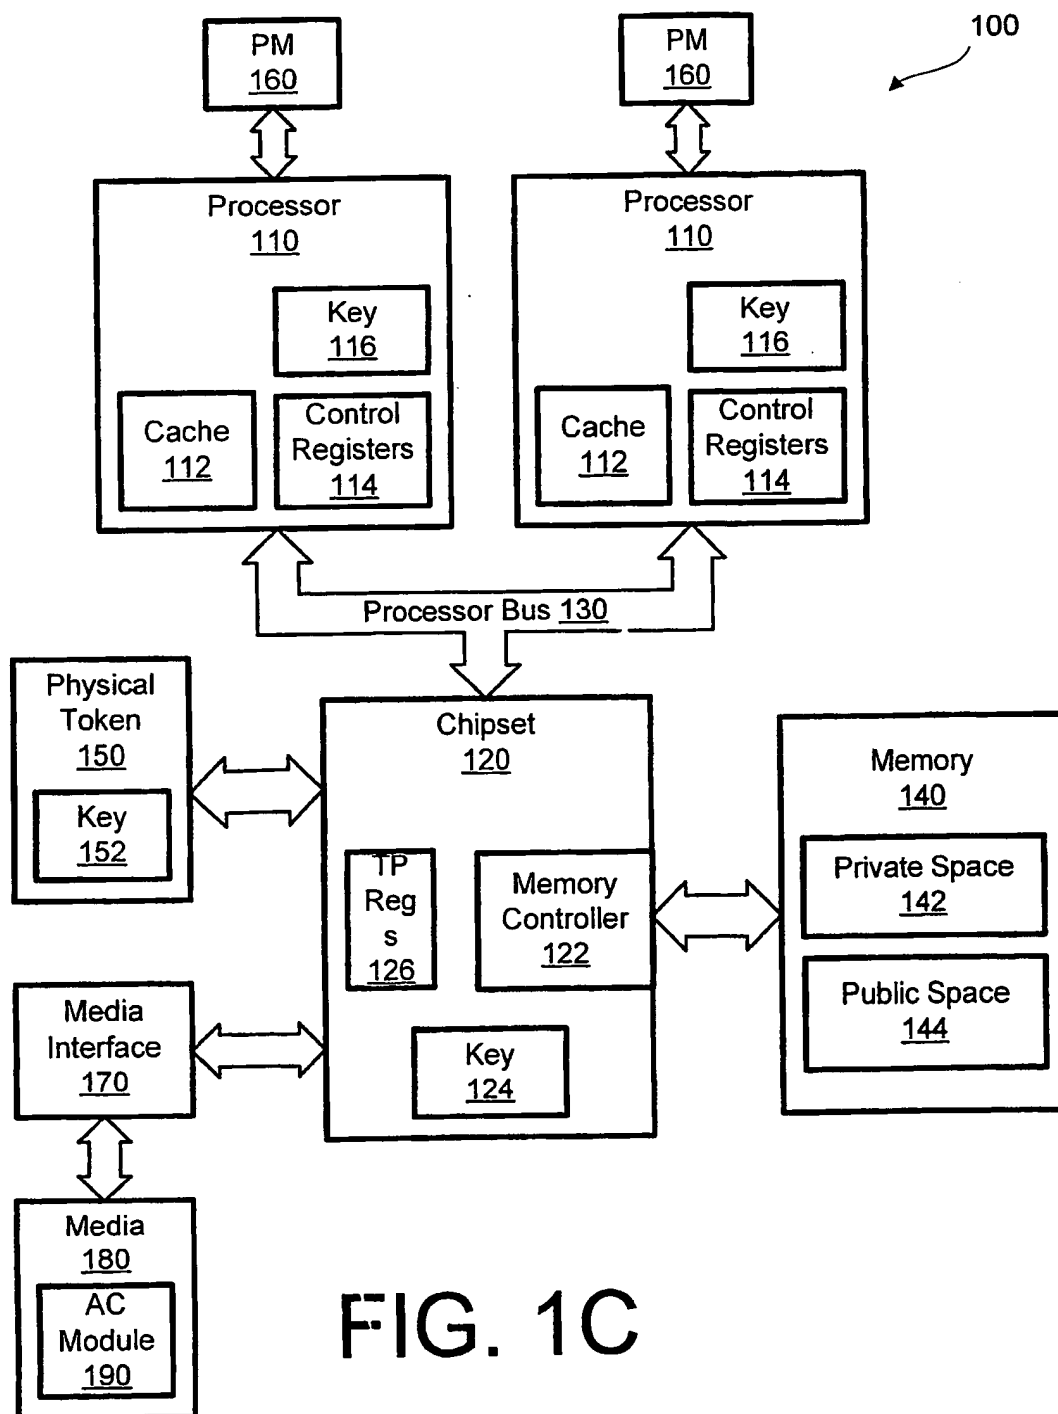 100
PM
160
PM
160
Processor
110
Key
116
Cache
112
Control
Registers
114
Processor
110
Key
116
Cache
112
Control
Registers
114
Processor Bus 130
Physical
Token
150
Key
152
Chipset
120
TP
Reg
s
126
Memory
Controller
122
Key
124
Memory
140
Private Space
142
Public Space
144
Media
Interface
170
Media
180
AC
Module
190
FIG. 1C